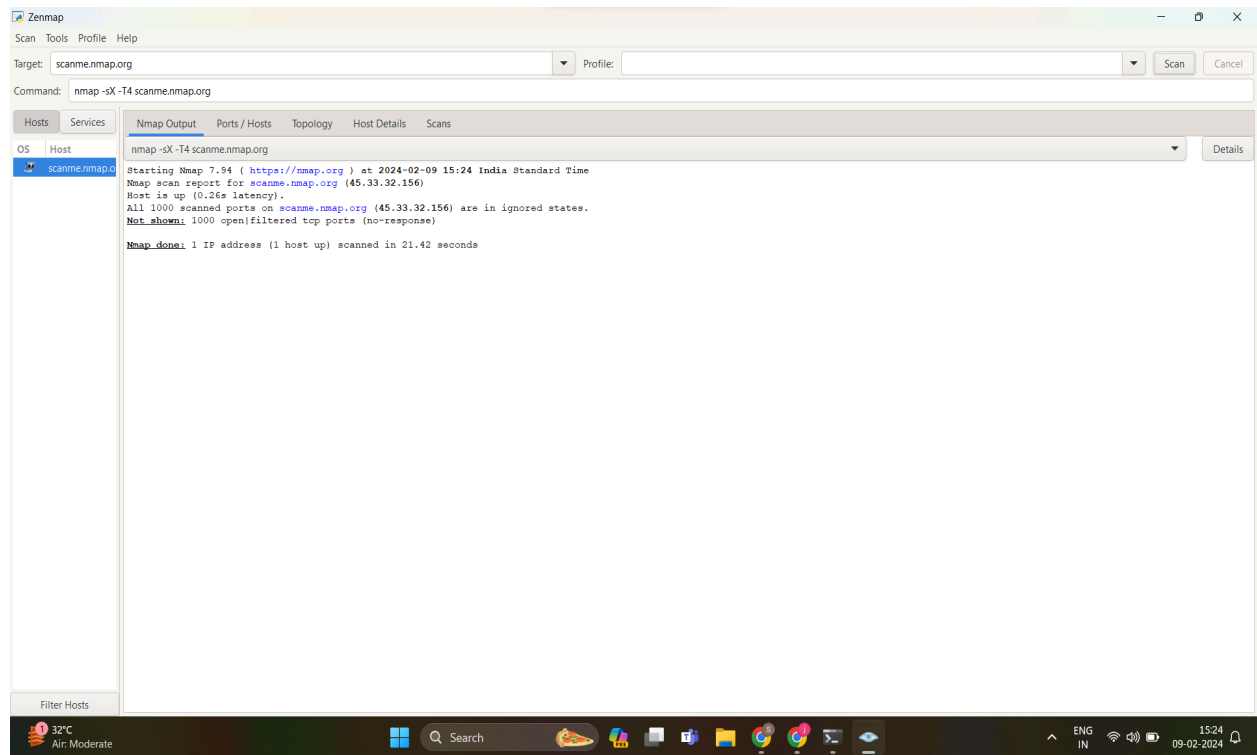 Zenmap
Scan Tools Profile Help
Target: scanme.nmap.org Profile: Scan Cancel
Command: nmap -sX -T4 scanme.nmap.org
Hosts Services Nmap Output Ports / Hosts Topology Host Details Scans
OS Host nmap -sX -T4 scanme.nmap.org Details
scanme.nmap.o
Starting Nmap 7.94 ( https://nmap.org ) at 2024-02-09 15:24 India Standard Time
Nmap scan report for scanme.nmap.org (45.33.32.156)
Host is up (0.26s latency).
All 1000 scanned ports on scanme.nmap.org (45.33.32.156) are in ignored states.
Not shown: 1000 open|filtered tcp ports (no-response)
Nmap done: 1 IP address (1 host up) scanned in 21.42 seconds
Filter Hosts
1 32°C
Air: Moderate
Search
PRE
S
J
ENG
IN
15:24
09-02-2024